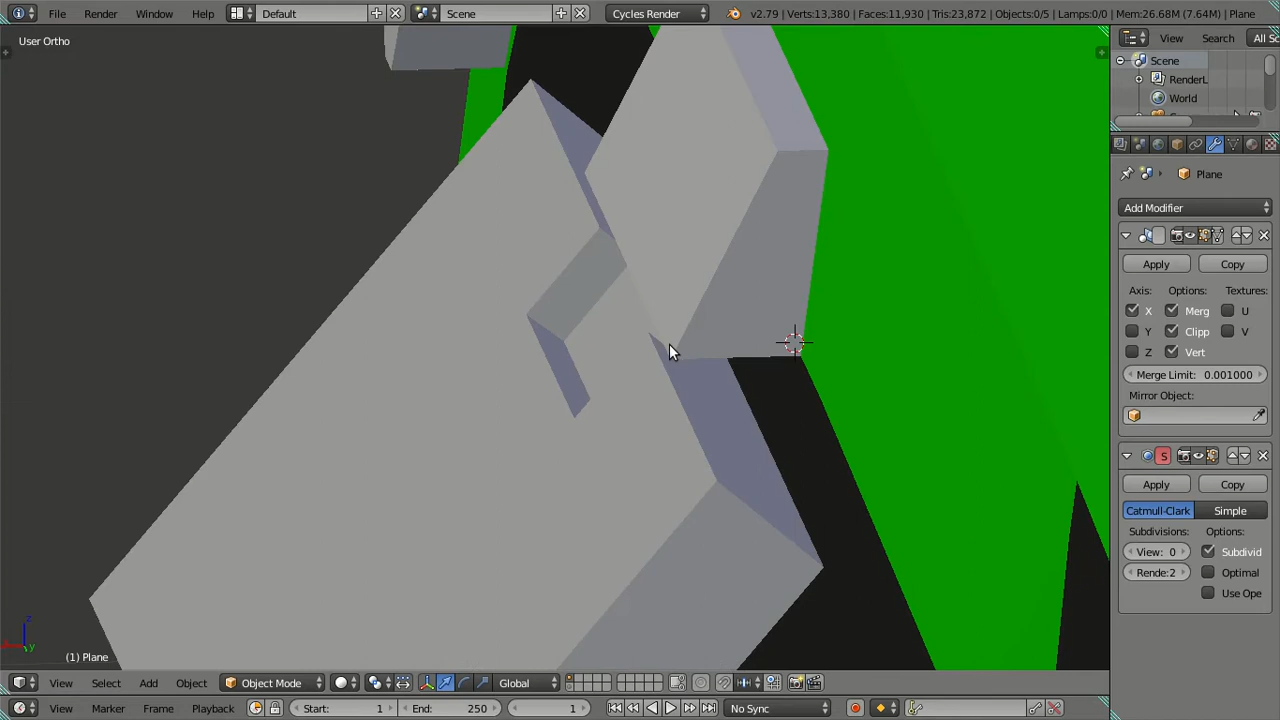 File Render Window Help Default Scene Cycles Render v2.79 | Verts:13,380 | Faces:11,930 | Tris:23,872 | Objects:0/5 | Lamps:0/0 | Mem:26.68M (7.64M) | Plane
User Ortho
View Search All Sc
Scene
RenderL
World
Plane
Add Modifier
Apply Copy
Axis: Options: Textures:
X Merg U
Y Clipp V
Z Vert
Merge Limit: 0.001000
Mirror Object:
S
Apply Copy
Catmull-Clark Simple
Subdivisions: Options:
View: 0 Subdivid
Rende:2 Optimal
Use Ope
z
y
(1) Plane
View Select Add Object Object Mode Global
View Marker Frame Playback Start: 1 End: 250 1 No Sync